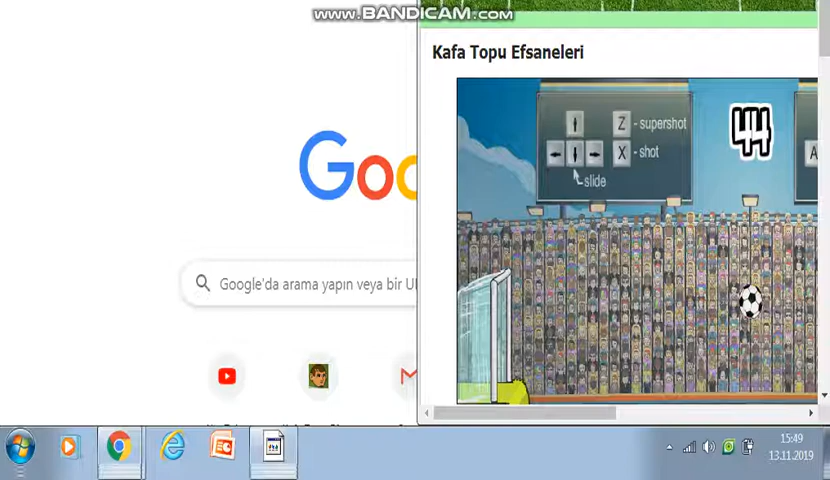 www.BANDICAM.com
Kafa Topu Efsaneleri
Z - supershot
X - shot
slide
44
A
Goo
Google'da arama yapın veya bir U
15:49
13.11.2019